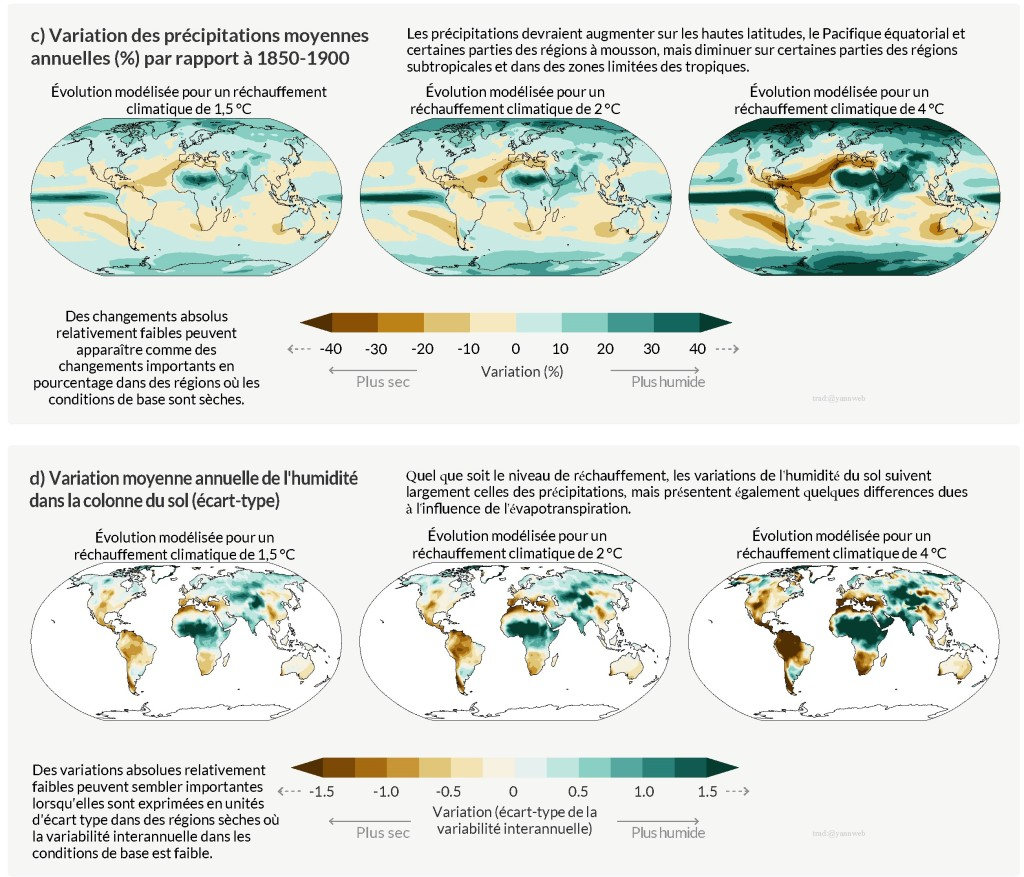 c) Variation des précipitations moyennes
annuelles (%) par rapport à 1850-1900
Les précipitations devraient augmenter sur les hautes latitudes, le Pacifique équatorial et
certaines parties des régions à mousson, mais diminuer sur certaines parties des régions
subtropicales et dans des zones limitées des tropiques.
Évolution modélisée pour un réchauffement
climatique de 1,5 °C
Évolution modélisée pour un
réchauffement climatique de 2 °C
Évolution modélisée pour un
réchauffement climatique de 4 °C
Des changements absolus
relativement faibles peuvent
apparaître comme des
changements importants en
pourcentage dans des régions où les
conditions de base sont sèches.
-40 -30 -20 -10 0 10 20 30 40
Variation (%)
Plus sec
Plus humide
trad:@yannweb
d) Variation moyenne annuelle de l'humidité
dans la colonne du sol (écart-type)
Quel que soit le niveau de réchauffement, les variations de l'humidité du sol suivent
largement celles des précipitations, mais présentent également quelques differences dues
à l'influence de l'évapotranspiration.
Évolution modélisée pour un
réchauffement climatique de 1,5 °C
Évolution modélisée pour un
réchauffement climatique de 2 °C
Évolution modélisée pour un
réchauffement climatique de 4 °C
Des variations absolues relativement
faibles peuvent sembler importantes
lorsqu'elles sont exprimées en unités
d'écart type dans des régions sèches où
la variabilité interannuelle dans les
conditions de base est faible.
-1.5 -1.0 -0.5 0 0.5 1.0 1.5
Variation (écart-type de la
variabilité interannuelle)
Plus sec
Plus humide
trad:@yannweb